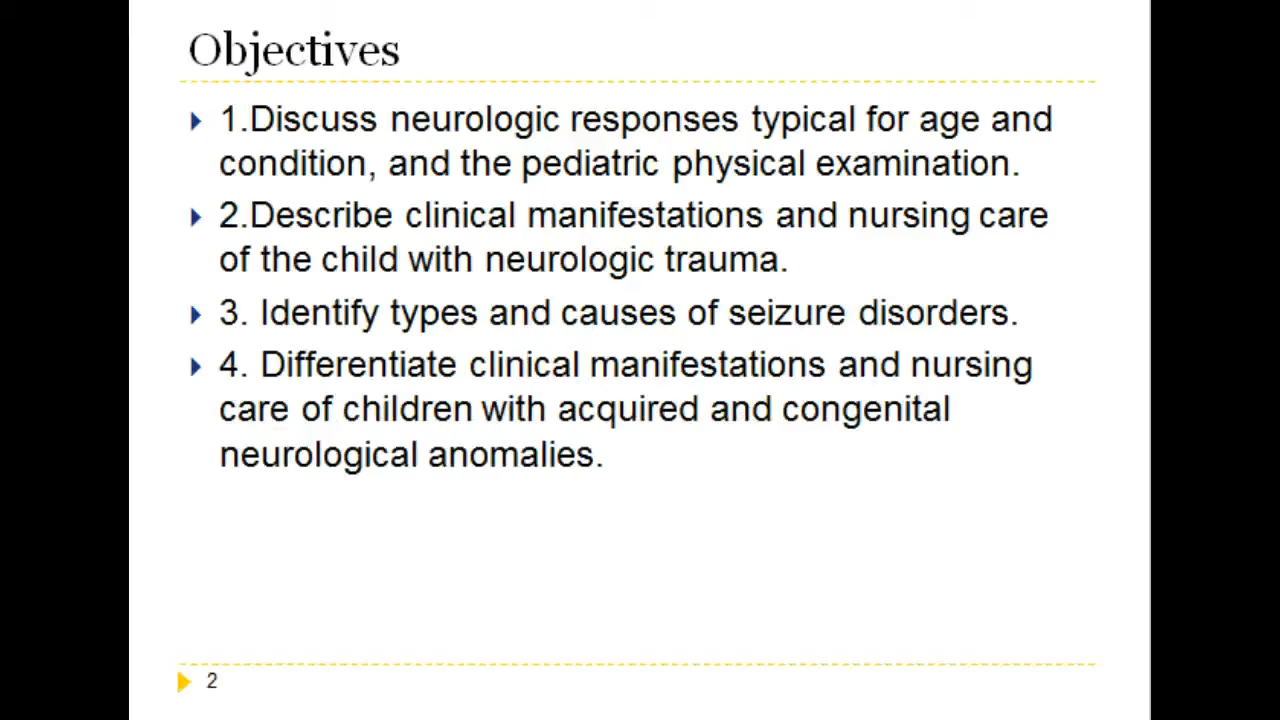 Objectives
1.Discuss neurologic responses typical for age and
condition, and the pediatric physical examination.
2.Describe clinical manifestations and nursing care
of the child with neurologic trauma.
3. Identify types and causes of seizure disorders.
4. Differentiate clinical manifestations and nursing
care of children with acquired and congenital
neurological anomalies.
2